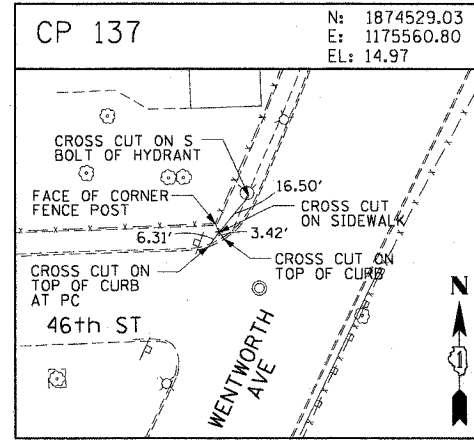 CP 137
N: 1874529.03
E: 1175560.80
EL: 14.97
CROSS CUT ON S
BOLT OF HYDRANT
16.50'
FACE OF CORNER
FENCE POST
CROSS CUT
ON SIDEWALK
6.31'
3.42'
CROSS CUT ON
TOP OF CURB
AT PC
CROSS CUT ON
TOP OF CURB
46th ST
WENTWORTH
AVE
N
1